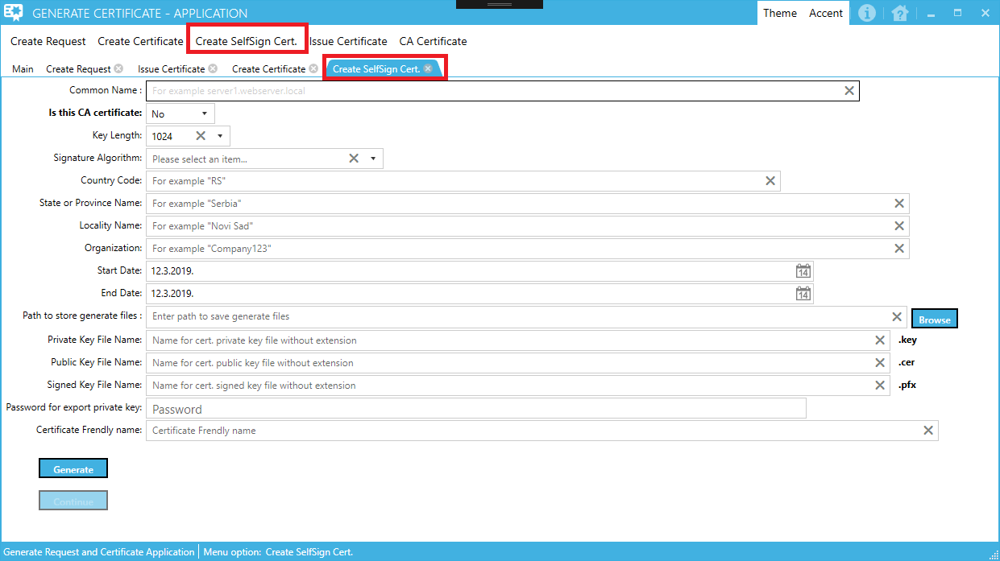 GENERATE CERTIFICATE - APPLICATION
Theme Accent
Create Request Create Certificate Create SelfSign Cert. Issue Certificate CA Certificate
Main Create Request Issue Certificate Create Certificate Create SelfSign Cert.
Common Name : For example server1.webserver.local
Is this CA certificate: No
Key Length: 1024
Signature Algorithm: Please select an item...
Country Code: For example "RS"
State or Province Name: For example "Serbia"
Locality Name: For example "Novi Sad"
Organization: For example "Company123"
Start Date: 12.3.2019. 14
End Date: 12.3.2019. 14
Path to store generate files : Enter path to save generate files Browse
Private Key File Name: Name for cert. private key file without extension .key
Public Key File Name: Name for cert. public key file without extension .cer
Signed Key File Name: Name for cert. signed key file without extension .pfx
Password for export private key: Password
Certificate Frendly name: Certificate Frendly name
Generate
Continue
Generate Request and Certificate Application Menu option: Create SelfSign Cert.